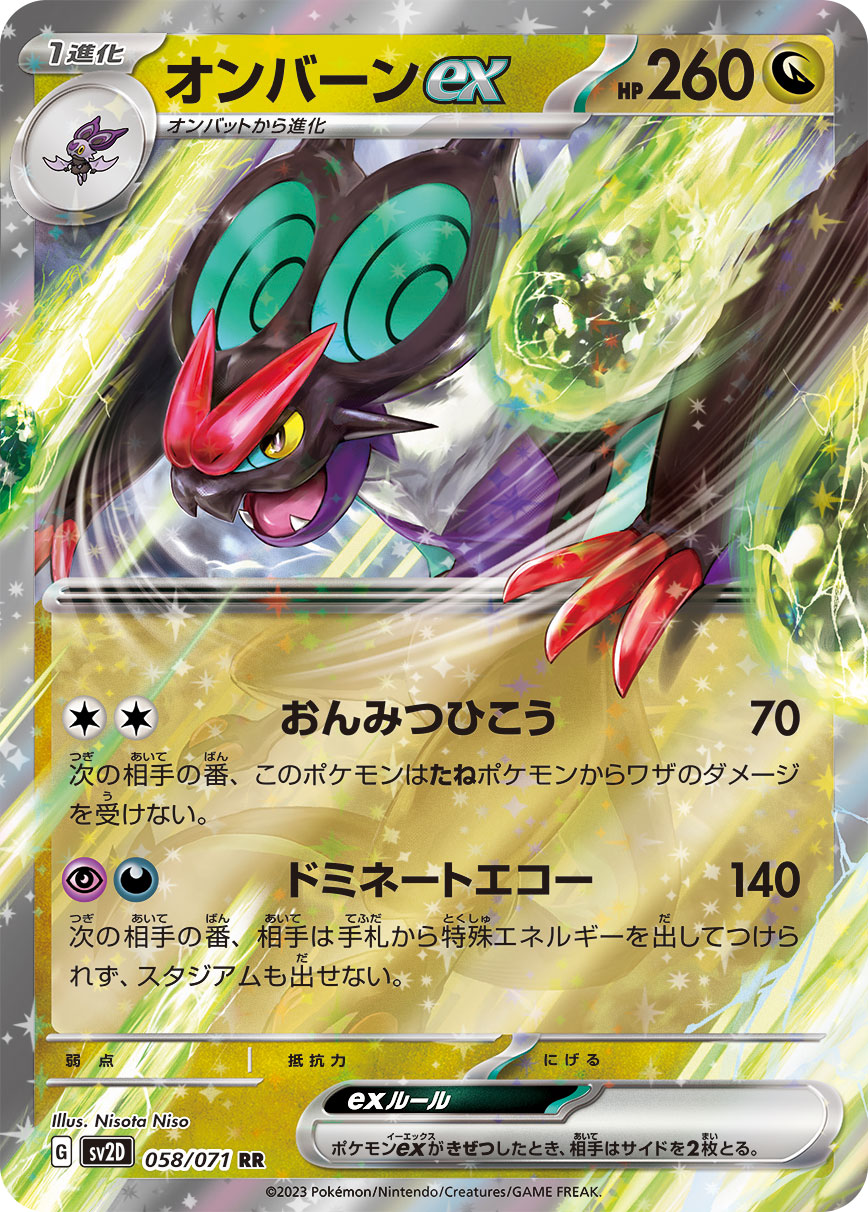 1進化
オンバーンex
HP 260
オンバットから進化
おんみつひこう 70
次の相手の番、このポケモンはたねポケモンからワザのダメージ
を受けない。
ドミネートエコー 140
次の相手の番、相手は手札から特殊エネルギーを出してつけら
れず、スタジアムも出せない。
弱点 抵抗力 にげる
exルール
ポケモンexがきぜつしたとき、相手はサイドを2枚とる。
Illus. Nisota Niso
G sv2D 058/071 RR
©2023 Pokémon/Nintendo/Creatures/GAME FREAK.